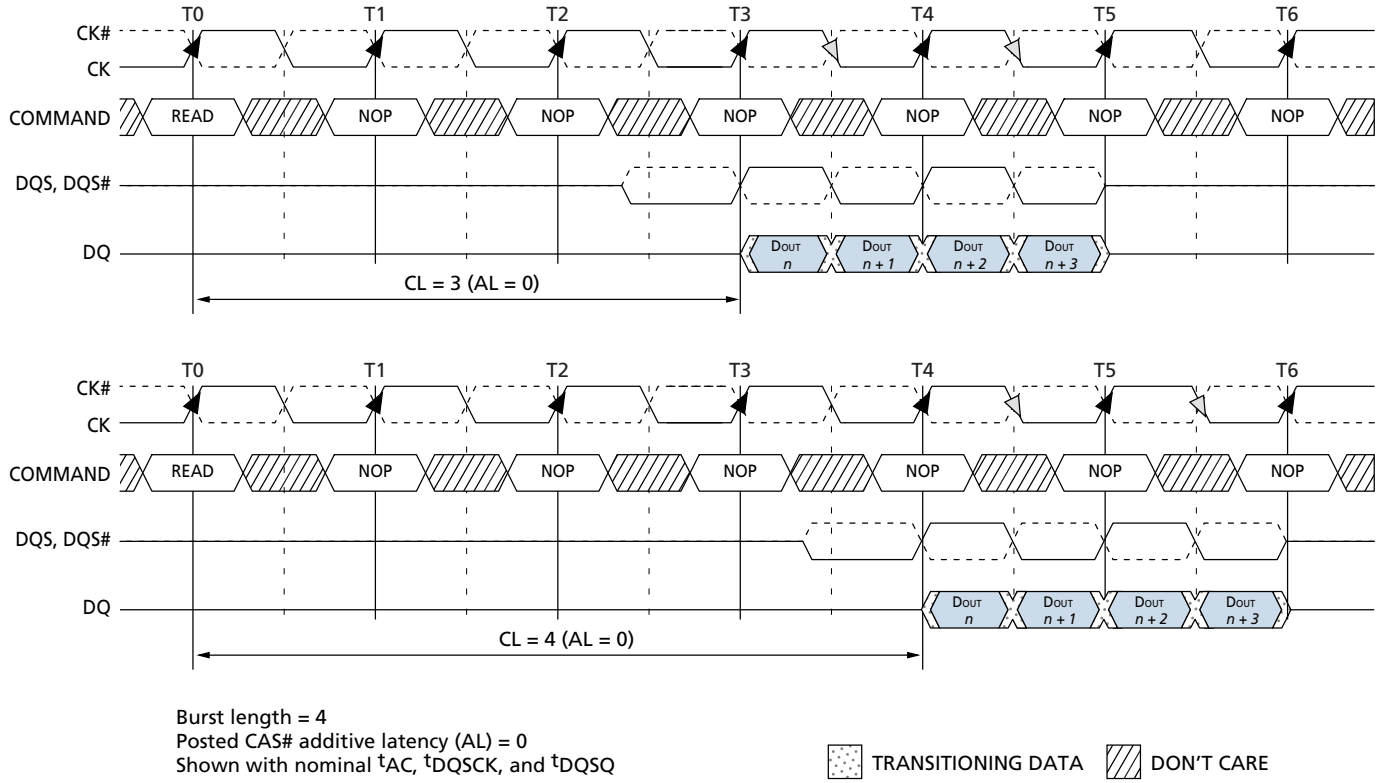 T0 T1 T2 T3 T4 T5 T6
CK#
CK
COMMAND READ NOP NOP NOP NOP NOP NOP
DQS, DQS#
DQ DOUT n DOUT n + 1 DOUT n + 2 DOUT n + 3
CL = 3 (AL = 0)
T0 T1 T2 T3 T4 T5 T6
CK#
CK
COMMAND READ NOP NOP NOP NOP NOP NOP
DQS, DQS#
DQ DOUT n DOUT n + 1 DOUT n + 2 DOUT n + 3
CL = 4 (AL = 0)
Burst length = 4
Posted CAS# additive latency (AL) = 0
Shown with nominal tAC, tDQSCK, and tDQSQ
TRANSITIONING DATA DON'T CARE